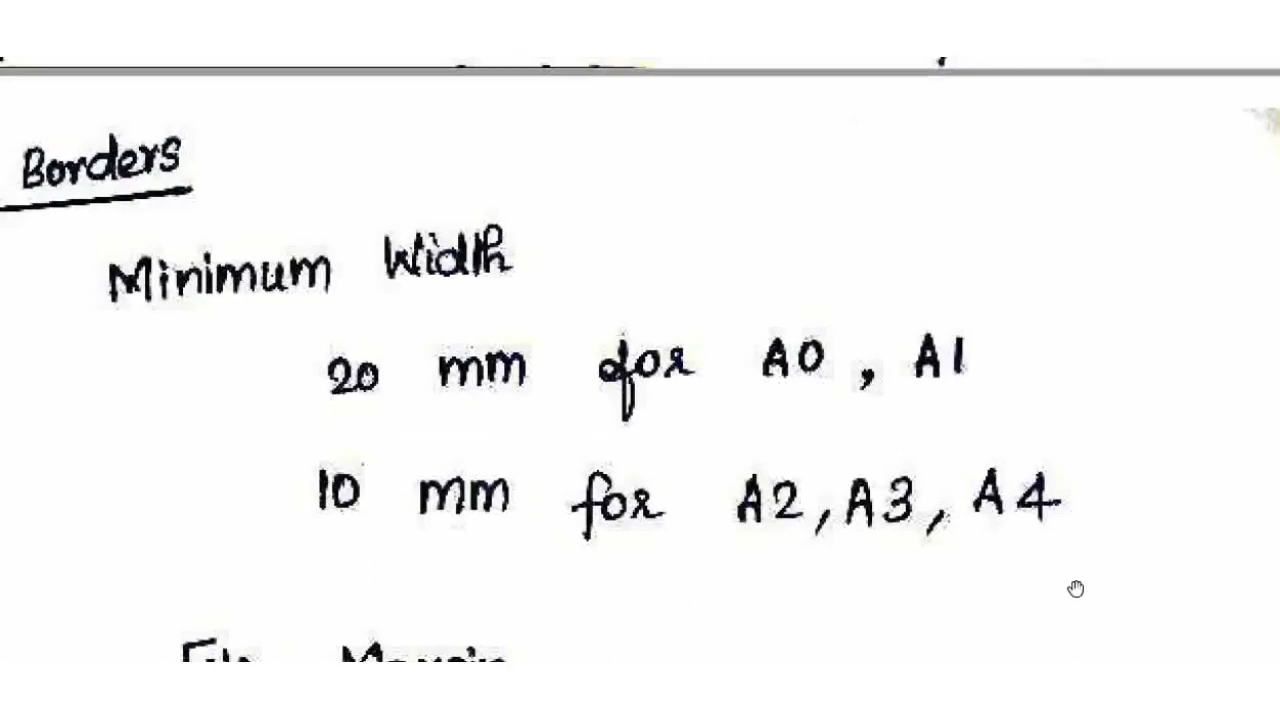 Borders
Minimum Width
20 mm for A0, A1
10 mm for A2, A3, A4